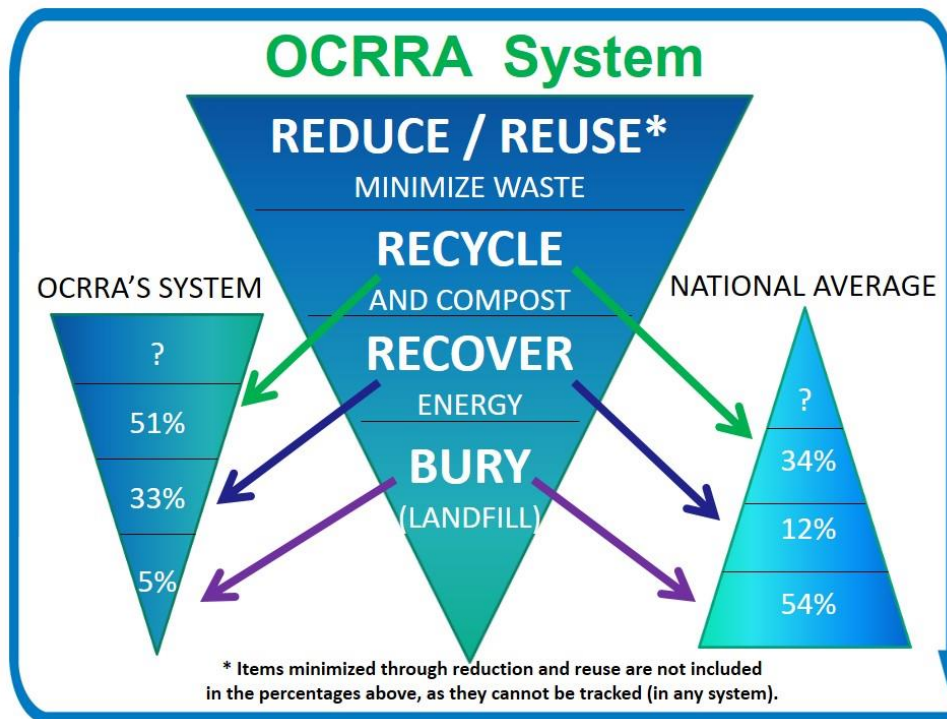 OCRRA System
REDUCE / REUSE*
MINIMIZE WASTE
RECYCLE
AND COMPOST
RECOVER
ENERGY
BURY
(LANDFILL)
OCRRA'S SYSTEM
?
51%
33%
5%
NATIONAL AVERAGE
?
34%
12%
54%
* Items minimized through reduction and reuse are not included
in the percentages above, as they cannot be tracked (in any system).